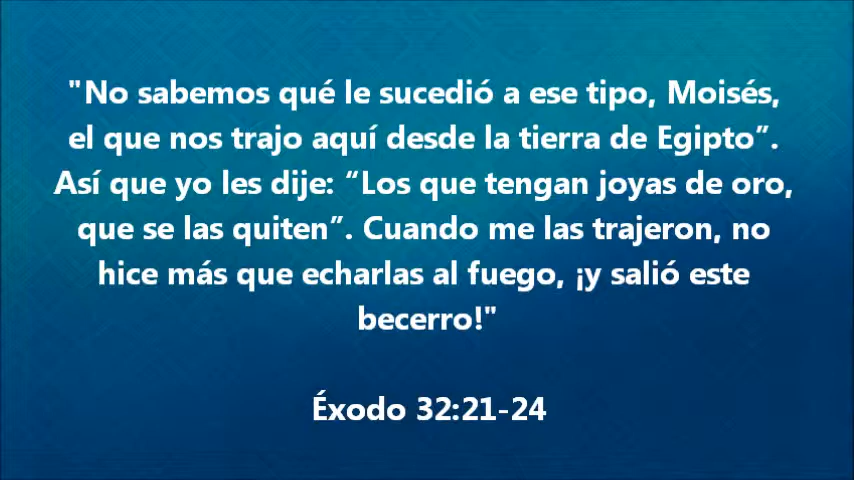 "No sabemos qué le sucedió a ese tipo, Moisés,
el que nos trajo aquí desde la tierra de Egipto”.
Así que yo les dije: “Los que tengan joyas de oro,
que se las quiten”. Cuando me las trajeron, no
hice más que echarlas al fuego, ¡y salió este
becerro!"
Éxodo 32:21-24